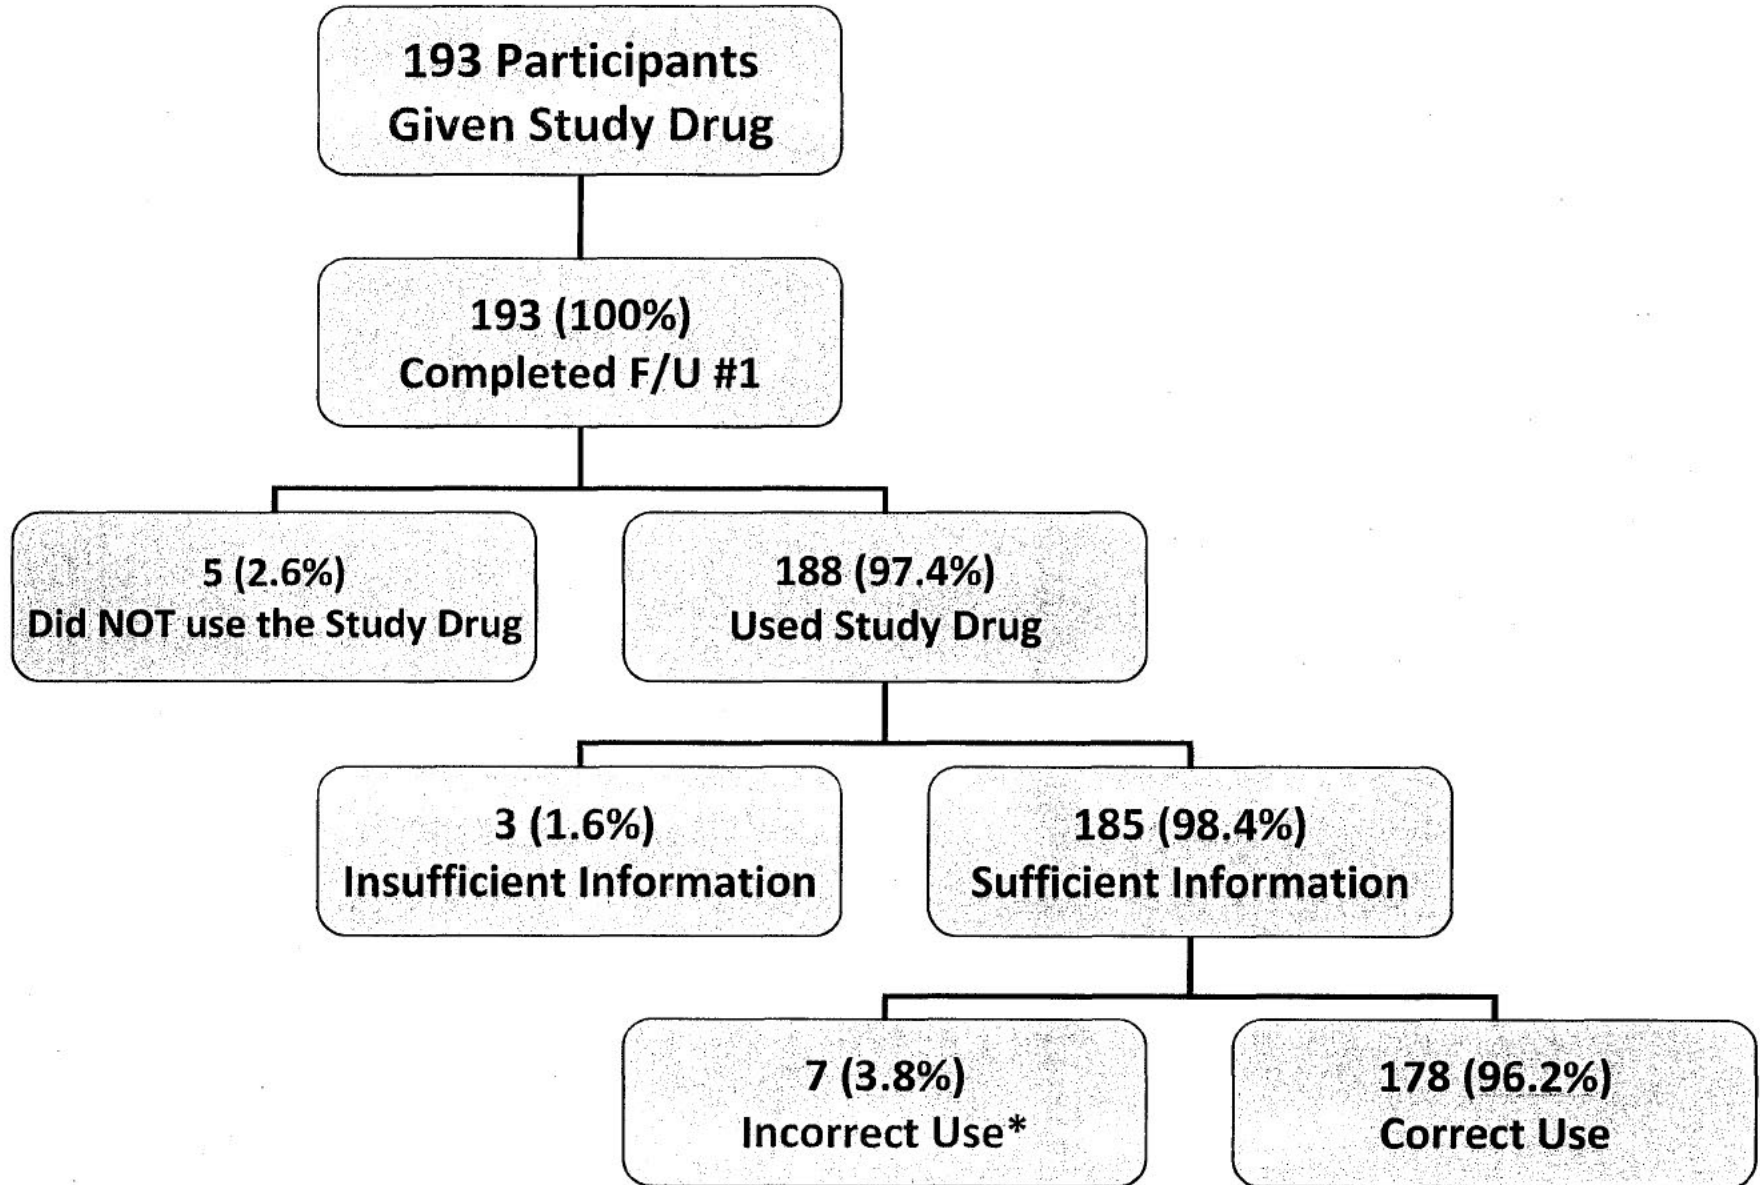 193 Participants
Given Study Drug
193 (100%)
Completed F/U #1
5 (2.6%)
Did NOT use the Study Drug
188 (97.4%)
Used Study Drug
3 (1.6%)
Insufficient Information
185 (98.4%)
Sufficient Information
7 (3.8%)
Incorrect Use*
178 (96.2%)
Correct Use